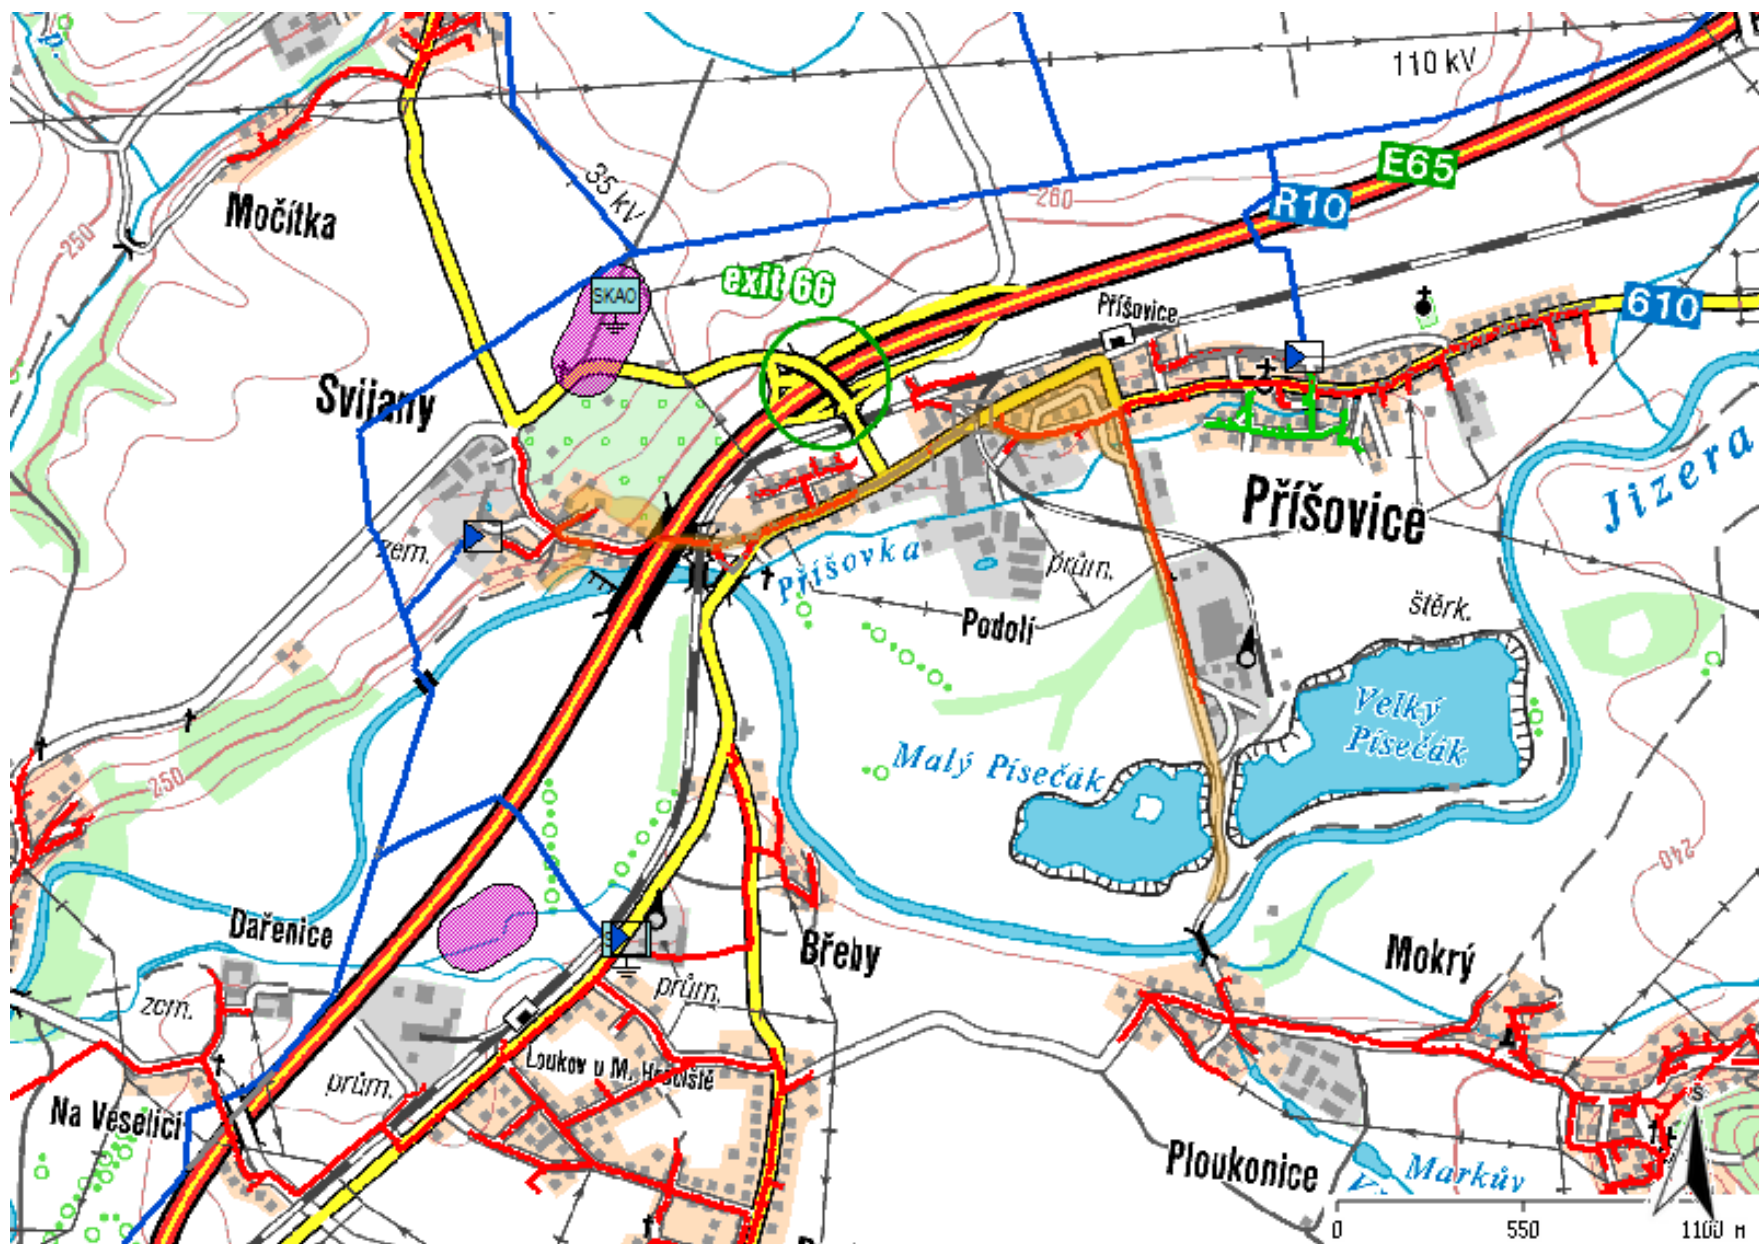 110 kV
E65
R10
260
250
35 kV
Močítka
SKAO
exit 66
Příšovice
610
Svijany
Příšovice
Jizera
zem.
Příšovka
prům.
Podolí
štěrk.
Velký
Písečák
Malý Písečák
250
240
Dařenice
Břehy
Mokrý
prům.
zem.
prům.
Loukov u M.
Na Veselici
Ploukonice
Markův
Š
0
550
1100 m